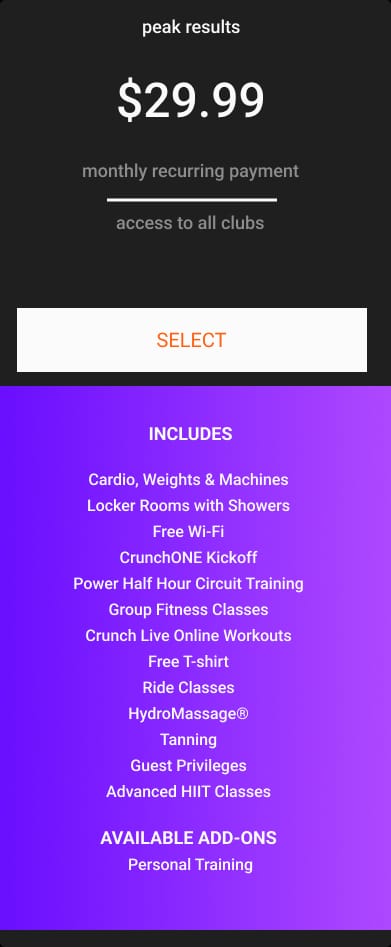 peak results
$29.99
monthly recurring payment
access to all clubs
SELECT
INCLUDES
Cardio, Weights & Machines
Locker Rooms with Showers
Free Wi-Fi
CrunchONE Kickoff
Power Half Hour Circuit Training
Group Fitness Classes
Crunch Live Online Workouts
Free T-shirt
Ride Classes
HydroMassage®
Tanning
Guest Privileges
Advanced HIIT Classes
AVAILABLE ADD-ONS
Personal Training